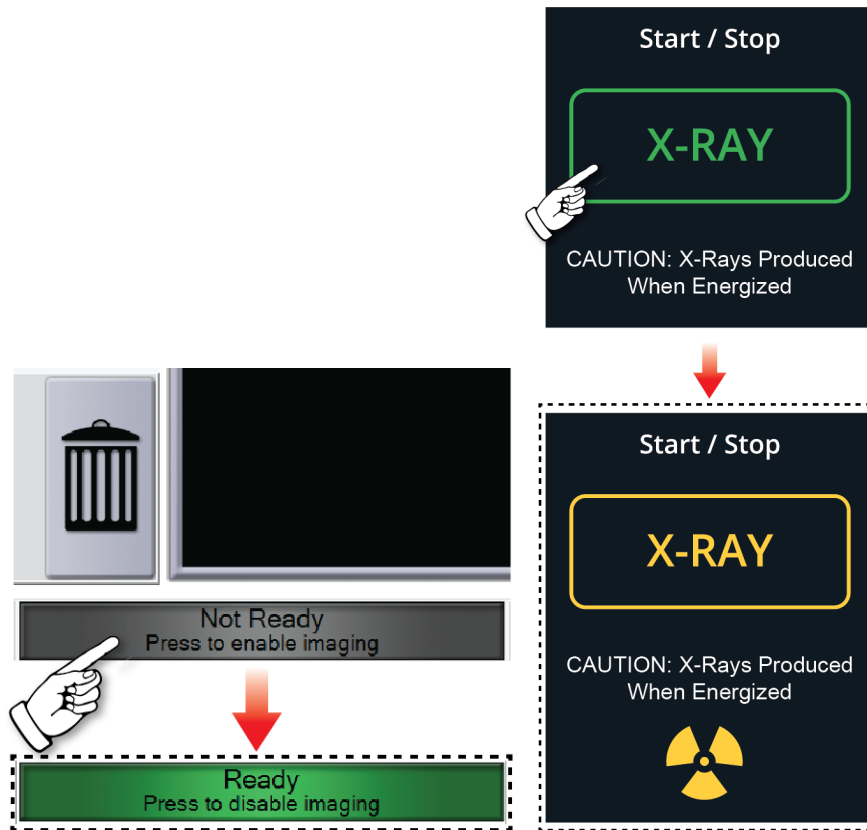 Start / Stop
X-RAY
CAUTION: X-Rays Produced
When Energized
Not Ready
Press to enable imaging
Ready
Press to disable imaging
Start / Stop
X-RAY
CAUTION: X-Rays Produced
When Energized